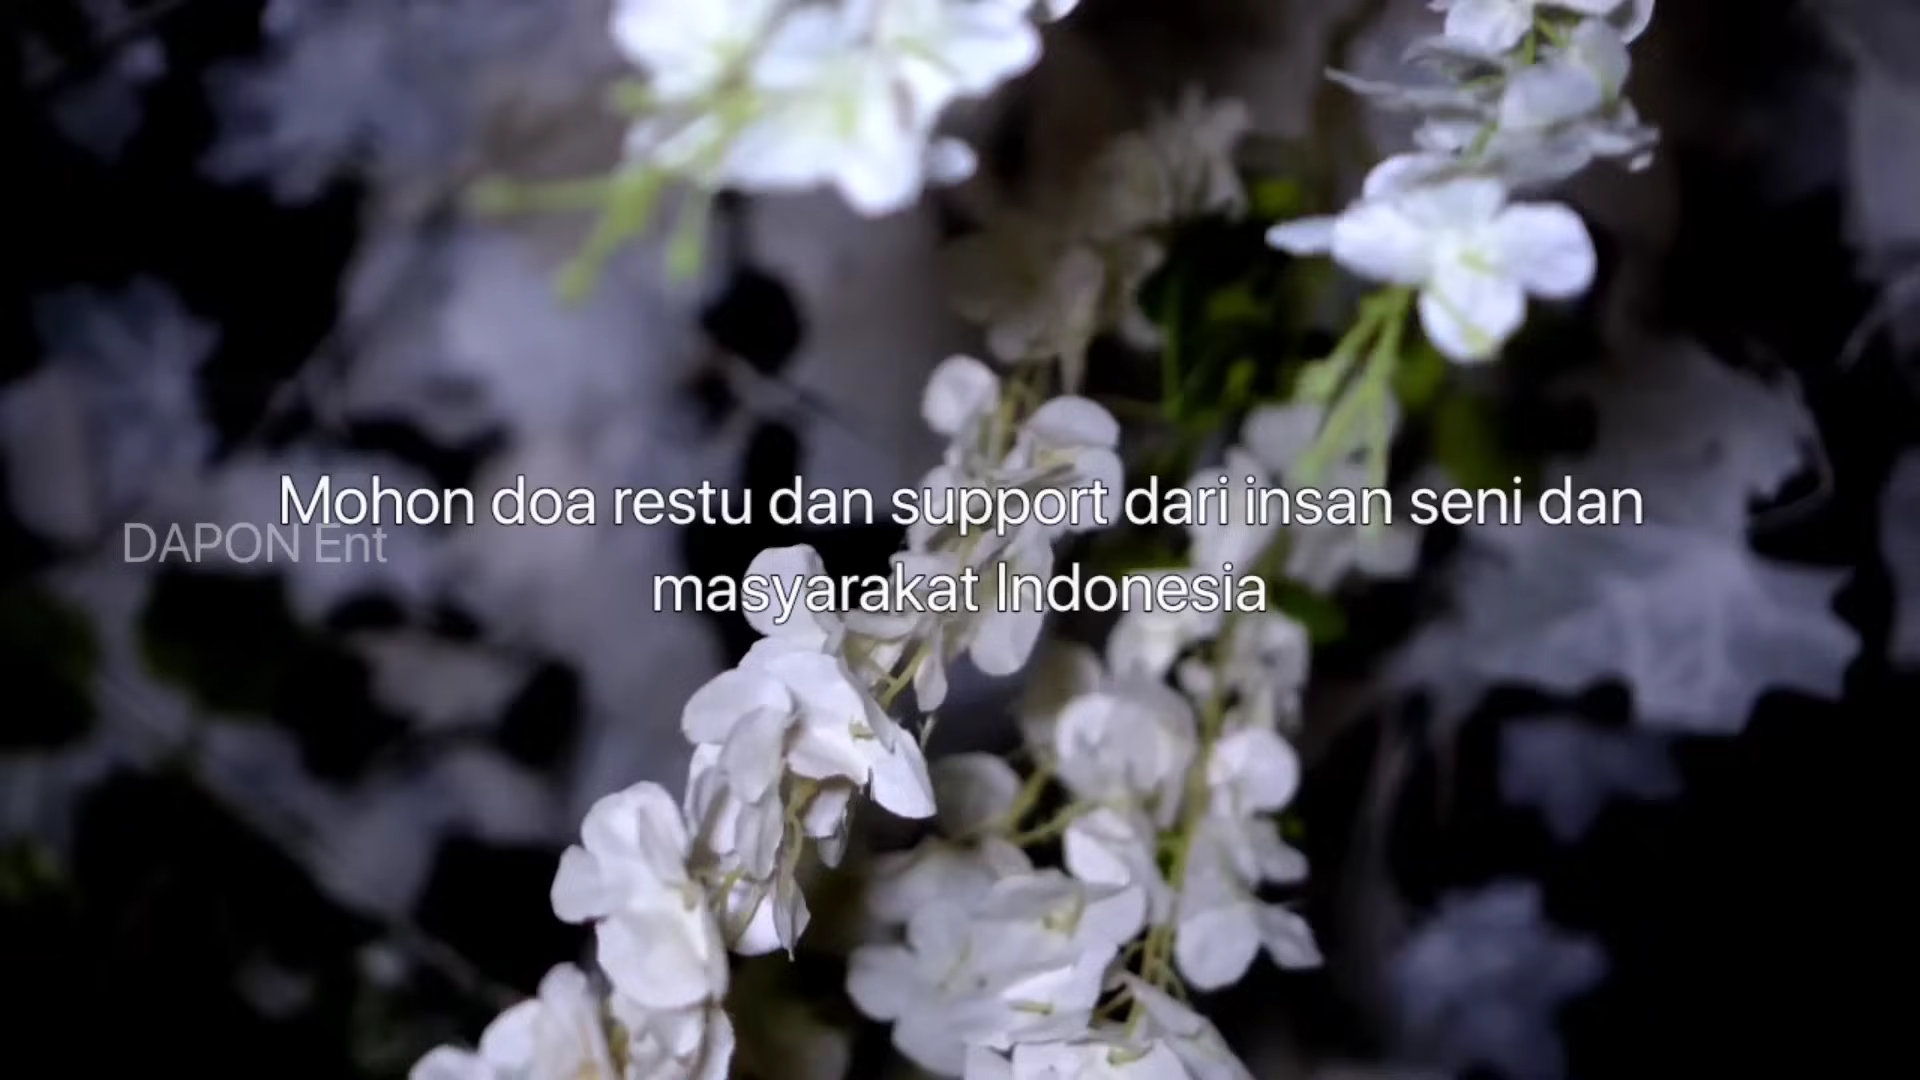 Mohon doa restu dan support dari insan seni dan
DAPON Ent
masyarakat Indonesia